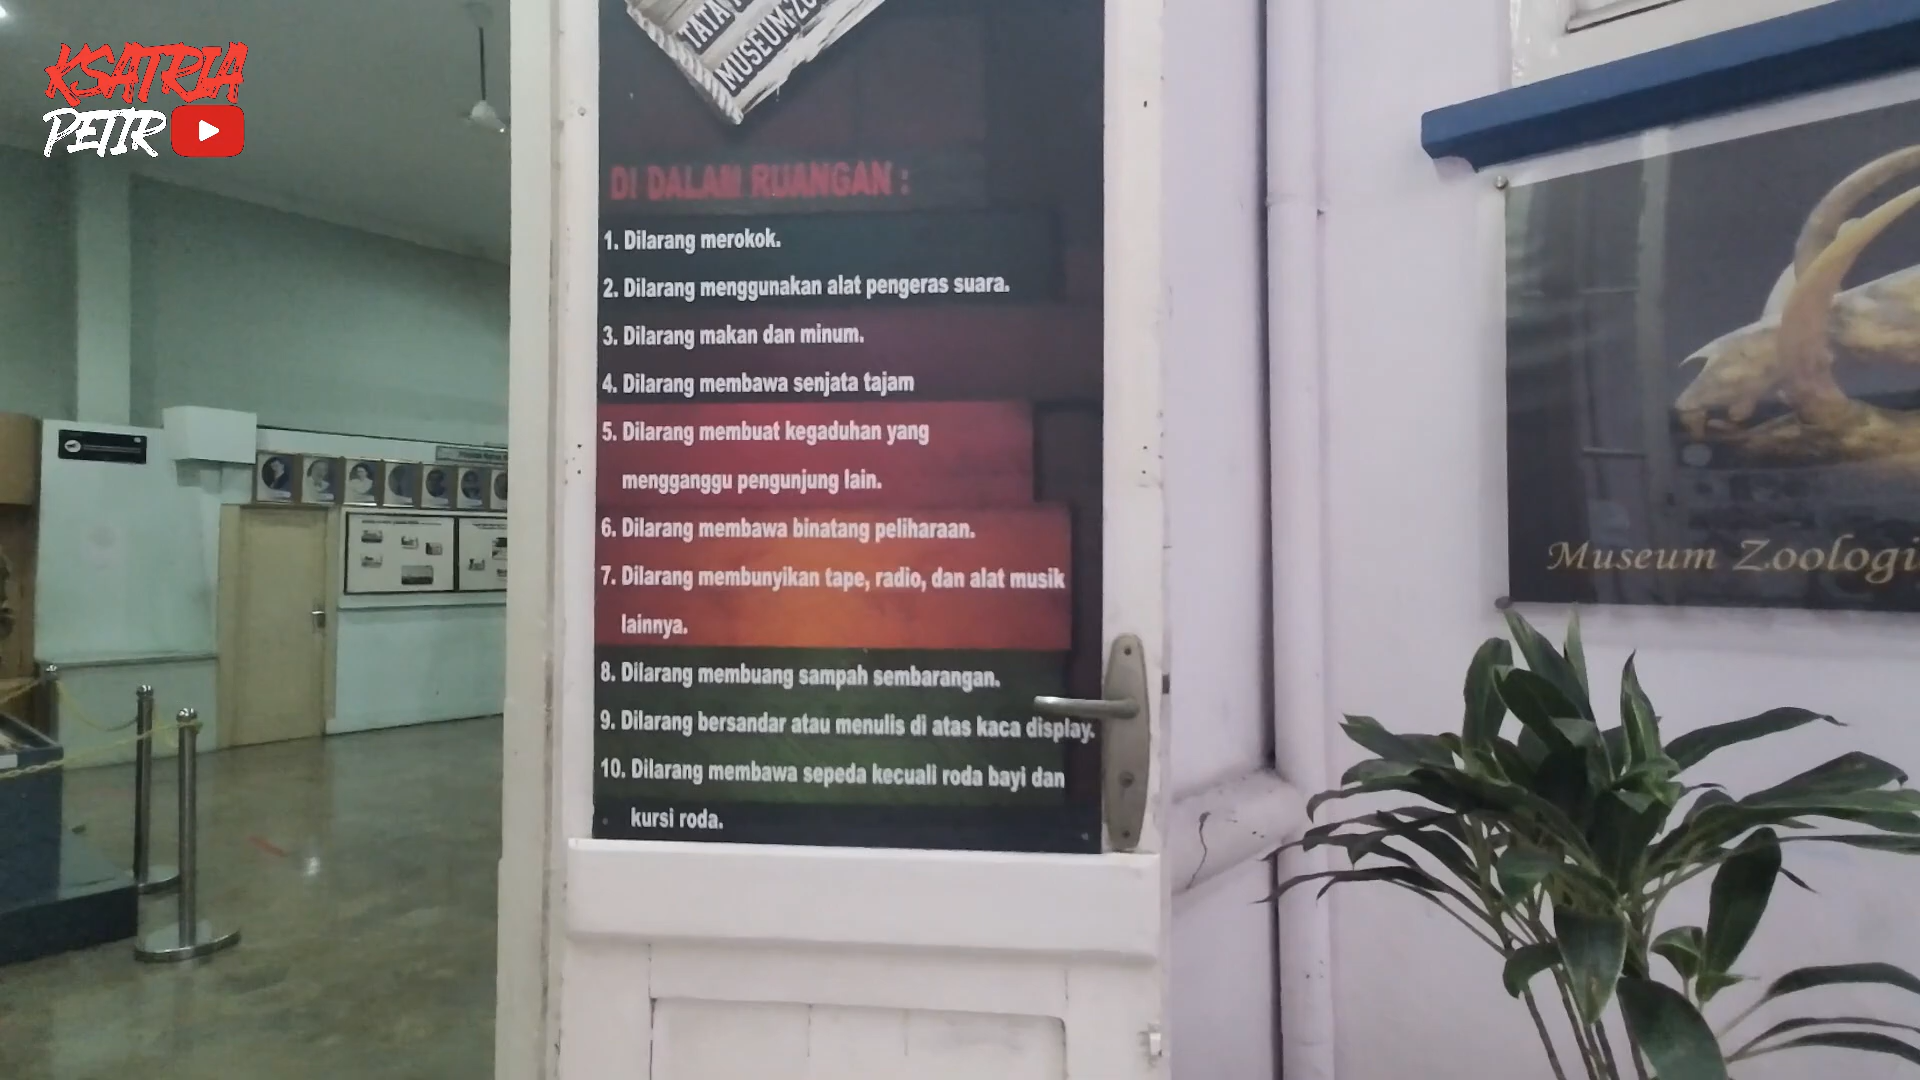 KSATRIA
PETIR
TATA
MUSEUM
DI DALAM RUANGAN :
1. Dilarang merokok.
2. Dilarang menggunakan alat pengeras suara.
3. Dilarang makan dan minum.
4. Dilarang membawa senjata tajam
5. Dilarang membuat kegaduhan yang
mengganggu pengunjung lain.
6. Dilarang membawa binatang peliharaan.
7. Dilarang membunyikan tape, radio, dan alat musik
lainnya.
8. Dilarang membuang sampah sembarangan.
9. Dilarang bersandar atau menulis di atas kaca display.
10. Dilarang membawa sepeda kecuali roda bayi dan
kursi roda.
Museum Zoologi